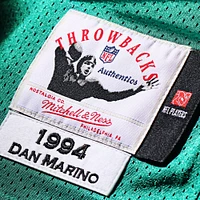 THROWBACKS
NFL
Authentics
NOSTALGIA CO.
Mitchell & Ness
PHILADELPHIA, PA
NFL PLAYERS
1994
DAN MARINO